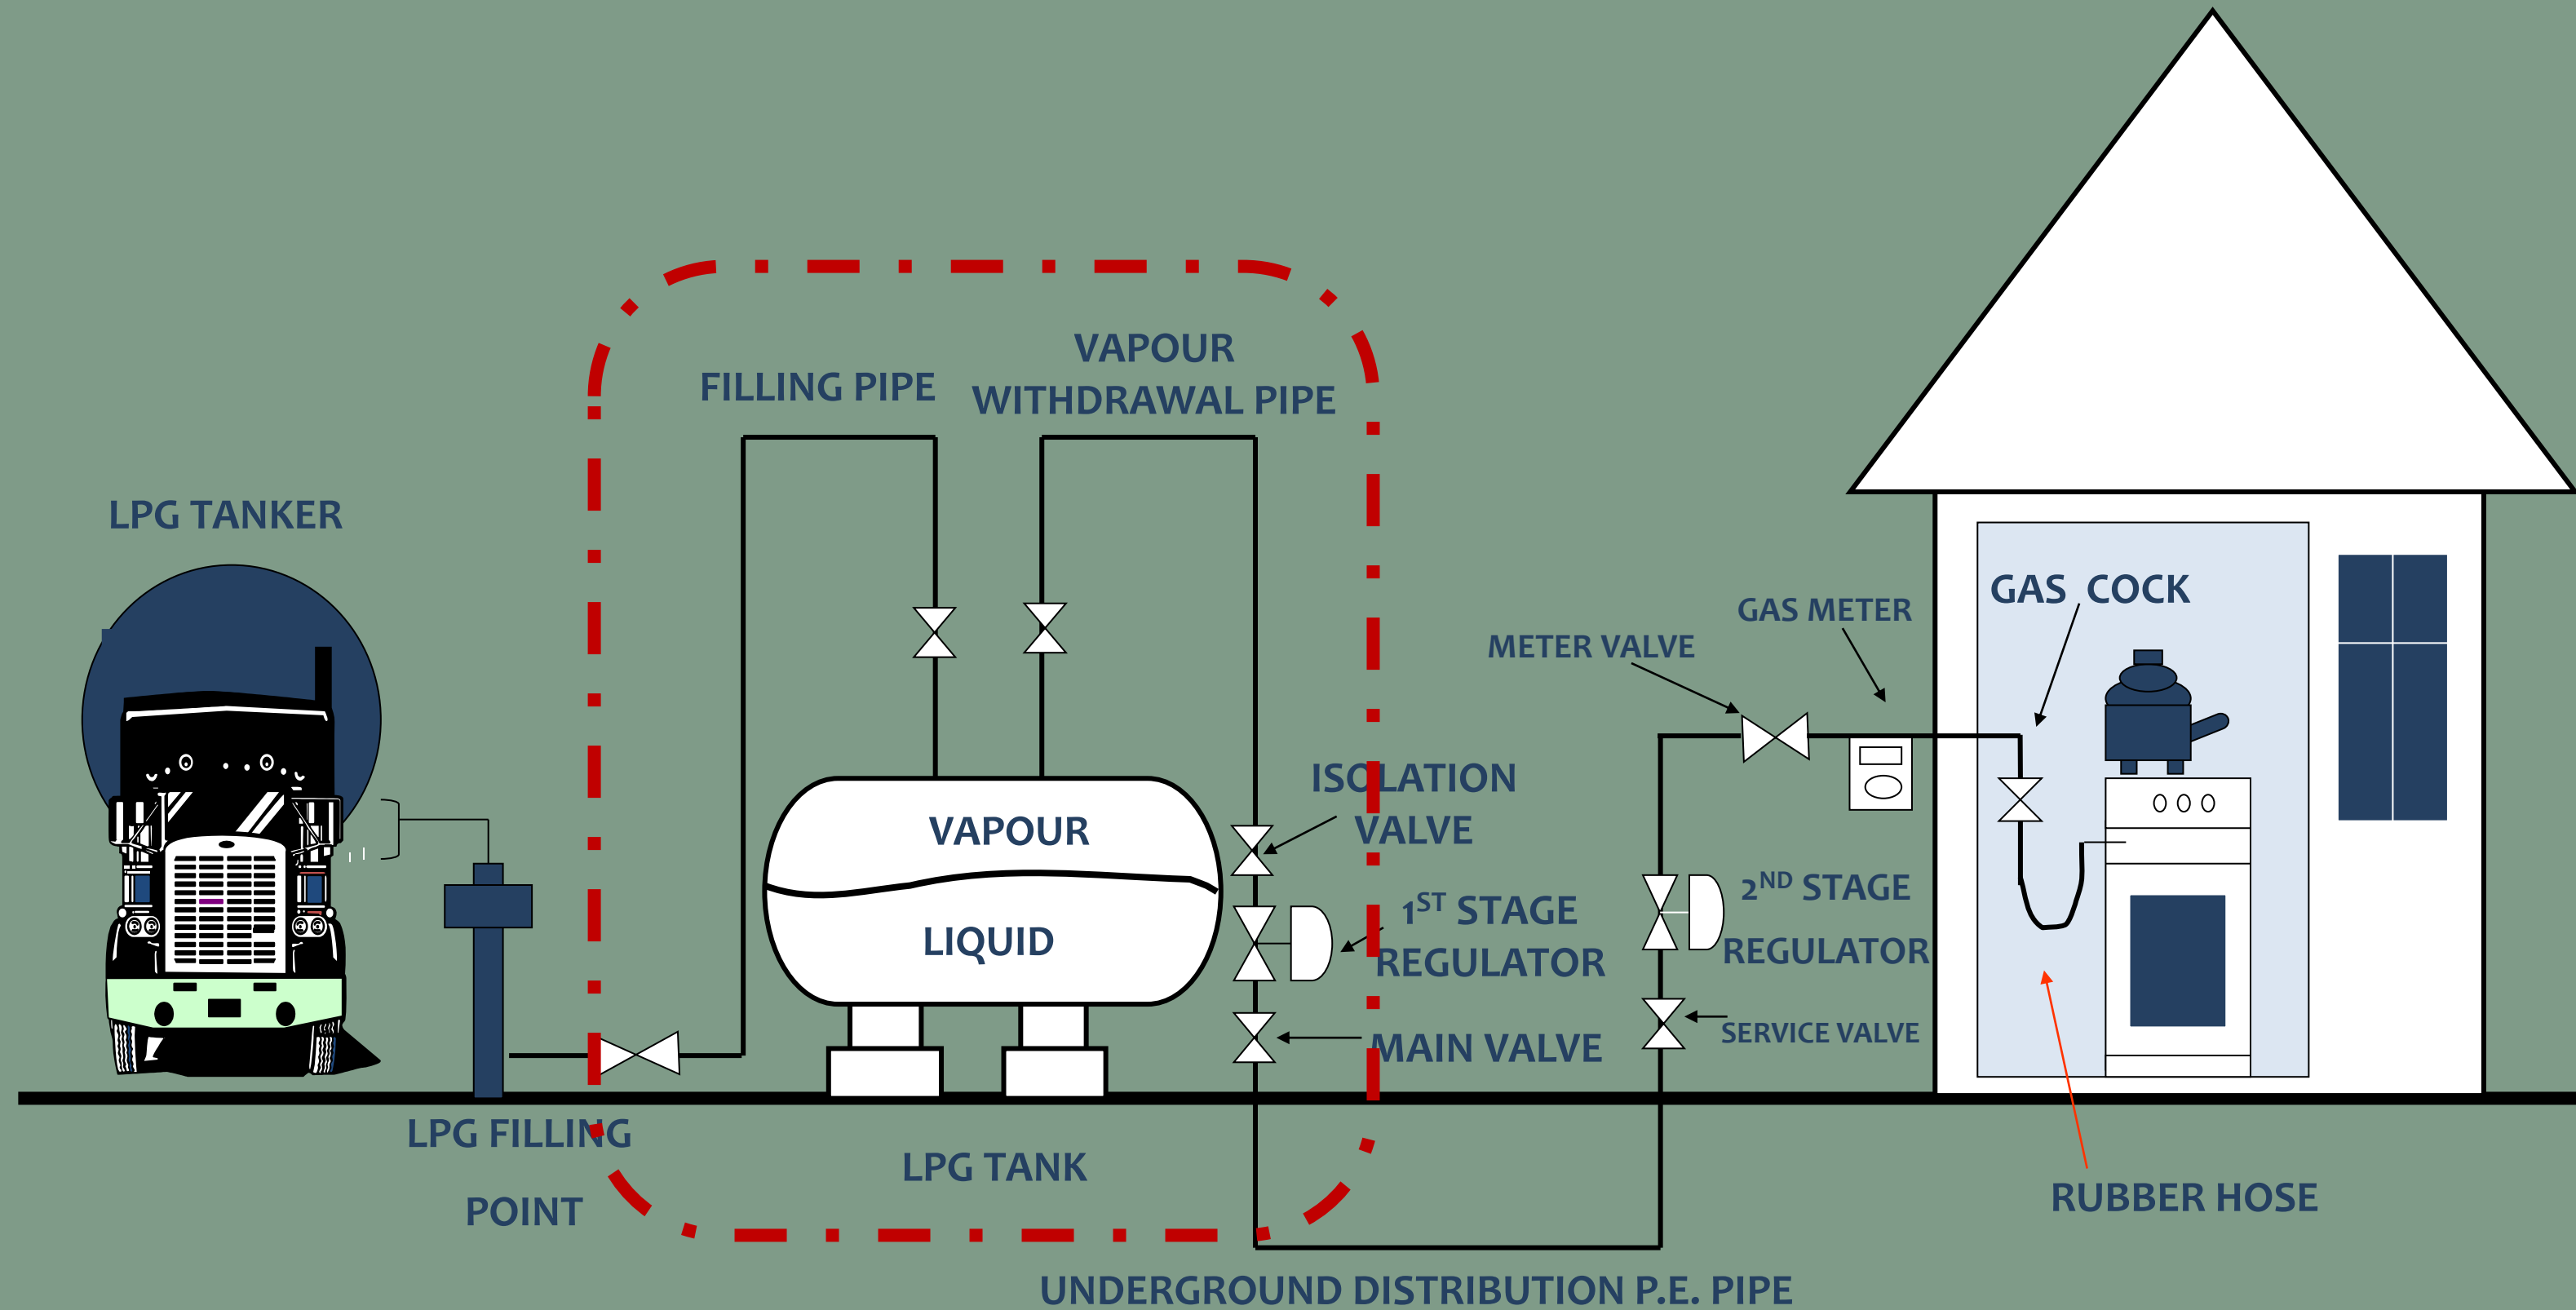 VAPOUR
WITHDRAWAL PIPE
FILLING PIPE
LPG TANKER
GAS COCK
GAS METER
METER VALVE
ISOLATION
VALVE
VAPOUR
LIQUID
1ST STAGE
REGULATOR
2ND STAGE
REGULATOR
MAIN VALVE
SERVICE VALVE
LPG FILLING
POINT
LPG TANK
RUBBER HOSE
UNDERGROUND DISTRIBUTION P.E. PIPE